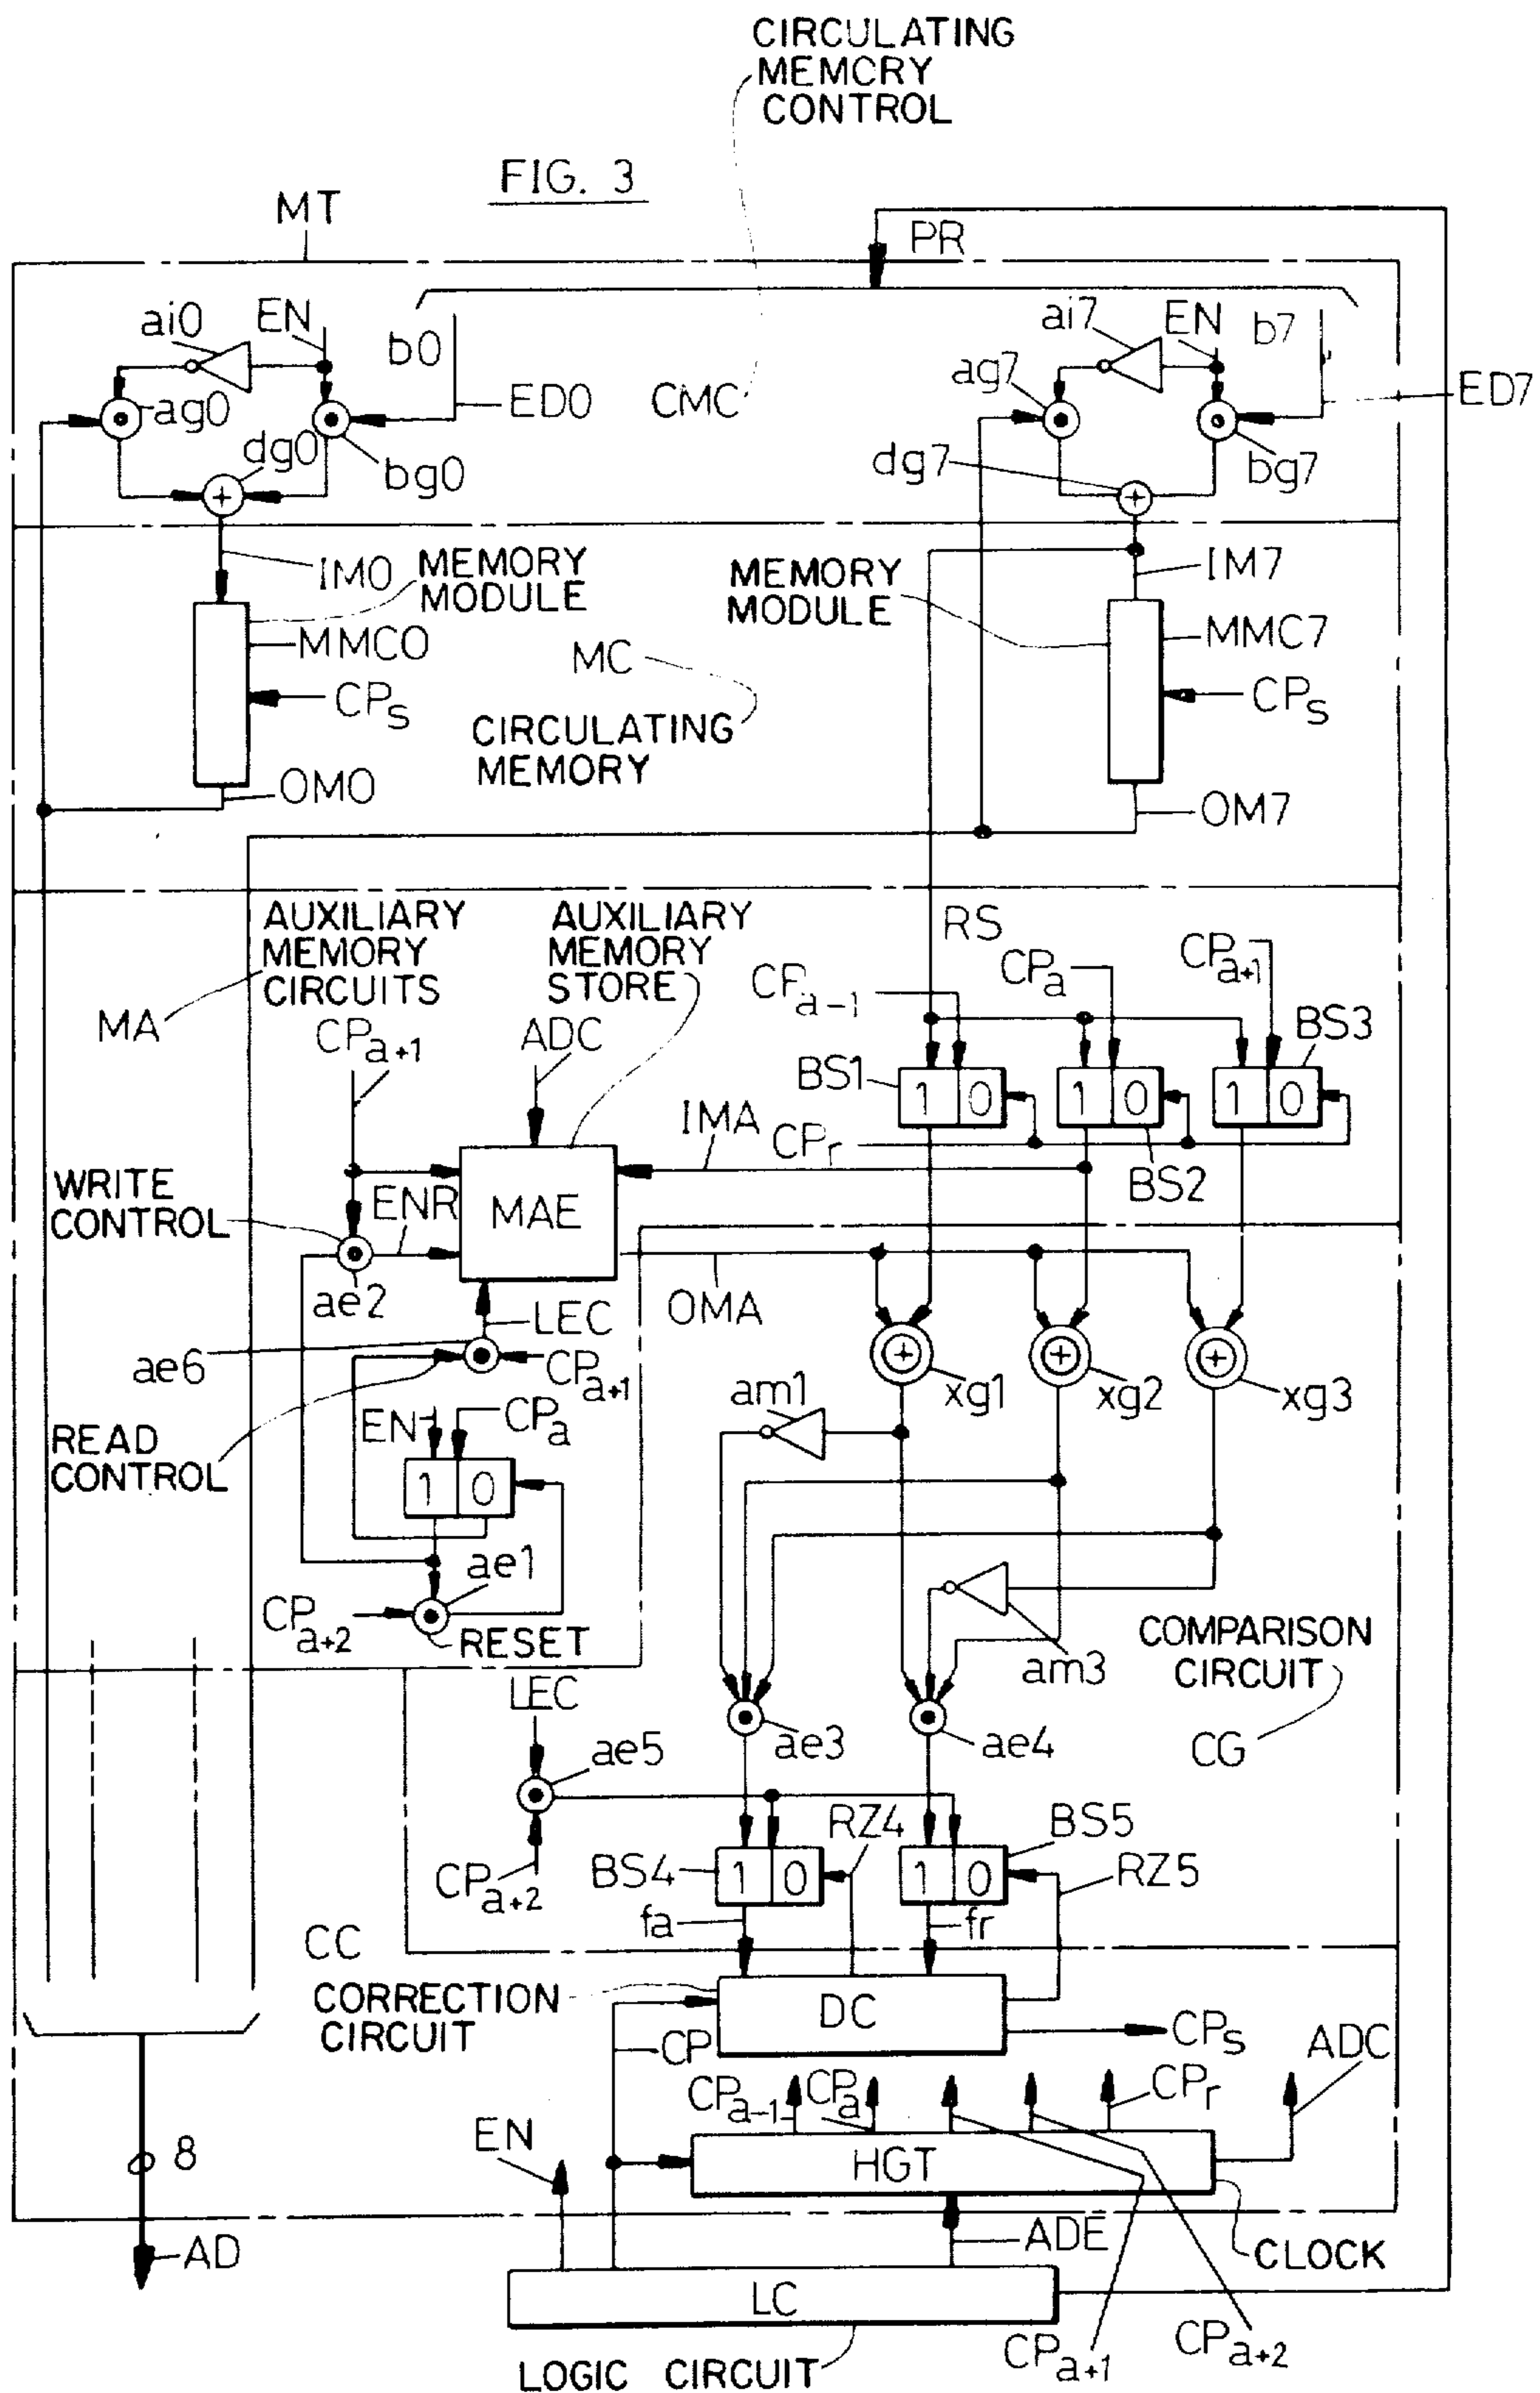 CIRCULATING
MEMORY
CONTROL
FIG. 3
MT
PR
ai0
EN
b0
ai7
EN
b7
ag0
ED0
CMC
ag7
ED7
dg0
bg0
dg7
bg7
IM0
MEMORY
MODULE
MEMORY
MODULE
IM7
MMC0
MC
MMC7
CPs
CPs
CIRCULATING
MEMORY
OM0
OM7
AUXILIARY
MEMORY
CIRCUITS
AUXILIARY
MEMORY
STORE
RS
CPa-1
CPa
CPa+1
MA
CPa+1
ADC
BS3
BS1
1 0
1 0
1 0
IMA
CPr
BS2
WRITE
CONTROL
ENR
MAE
ae2
OMA
LEC
ae6
CPa+1
xg1
xg2
xg3
am1
EN
CPa
READ
CONTROL
1 0
ae1
CPa+2
RESET
am3
COMPARISON
CIRCUIT
LEC
ae3
ae4
CG
ae5
RZ4
BS5
CPa+2
BS4
1 0
1 0
RZ5
fa
fr
CC
CORRECTION
CIRCUIT
DC
CP
CPs
ADC
CPa-1
CPa
CPr
EN
8
HGT
AD
ADE
CLOCK
LC
CPa+1
CPa+2
LOGIC CIRCUIT